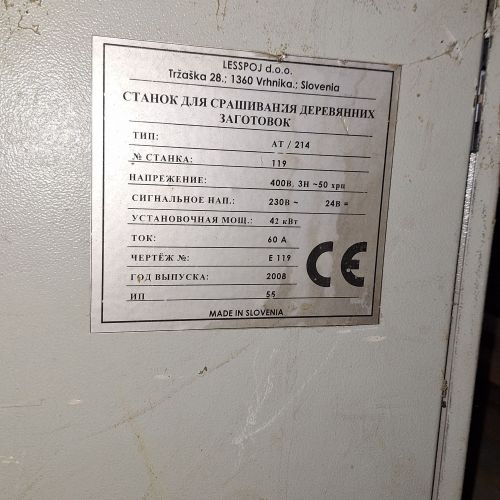 LESSPOJ d.o.o.
Tržaška 28.; 1360 Vrhnika.; Slovenia
СТАНОК ДЛЯ СРАШИВАНИЯ ДЕРЕВЯННИХ
ЗАГОТОВОК
ТИП: AT / 214
№ СТАНКА: 119
НАПРЕЖЕНИЕ: 400В, 3Н ~50 хрц
СИГНАЛЬНОЕ НАП.: 230В ~ 24В =
УСТАНОВОЧНАЯ МОЩ.: 42 кВт
ТОК: 60 А
ЧЕРТЁЖ №: E 119
ГОД ВЫПУСКА: 2008
ИП 55
CE
MADE IN SLOVENIA